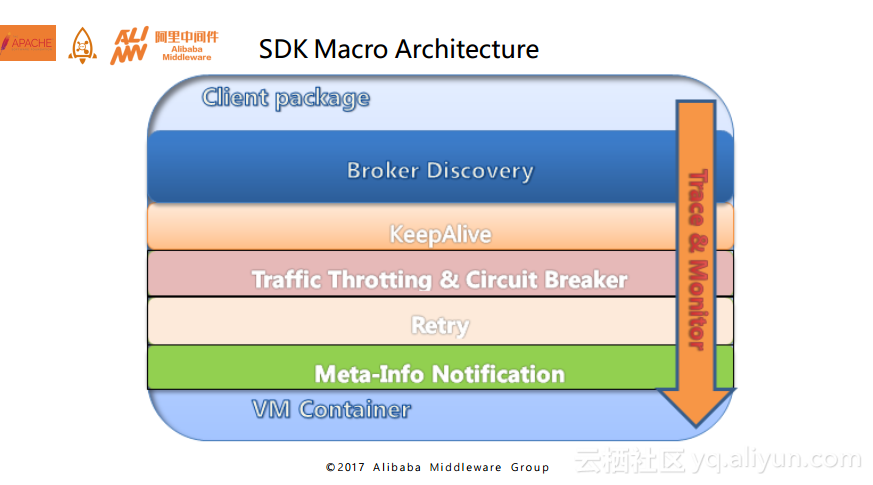 APACHE
阿里中间件
Alibaba
Middleware
SDK Macro Architecture
Client package
Broker Discovery
KeepAlive
Traffic Throtting & Circuit Breaker
Retry
Meta-Info Notification
VM Container
Trace & Monitor
©2017 Alibaba Middleware Group
云栖社区 yq.aliyun.com